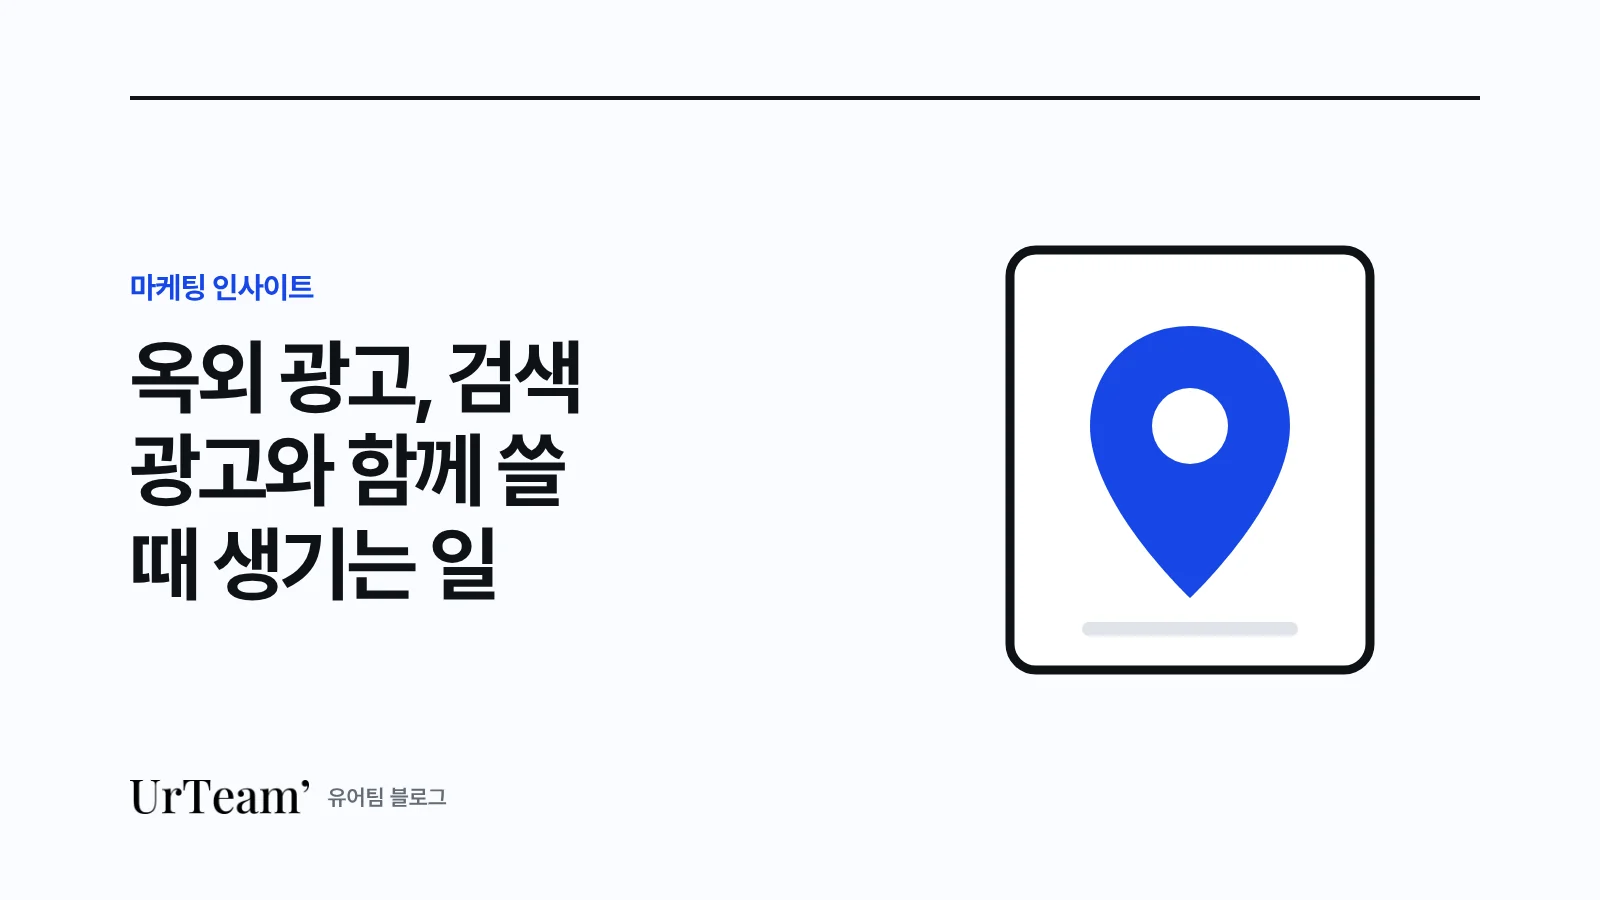 마케팅 인사이트
옥외 광고, 검색
광고와 함께 쓸
때 생기는 일
UrTeam’ 유어팀 블로그